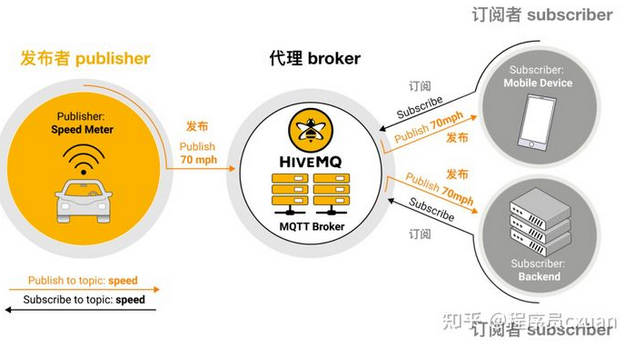 订阅者 subscriber
发布者 publisher
代理 broker
Publisher:
Speed Meter
发布
Publish
70 mph
HIVEMQ
MQTT Broker
订阅
Subscribe
Publish 70mph
发布
Subscriber:
Mobile Device
发布
Publish 70mph
Subscribe
订阅
Subscriber:
Backend
Publish to topic: speed
Subscribe to topic: speed
知乎 @程序员cxuan
订阅者 subscriber